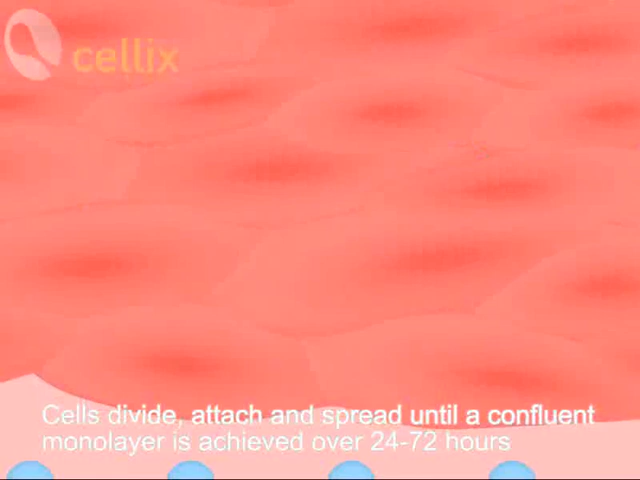 cellix
Cells divide, attach and spread until a confluent
monolayer is achieved over 24-72 hours